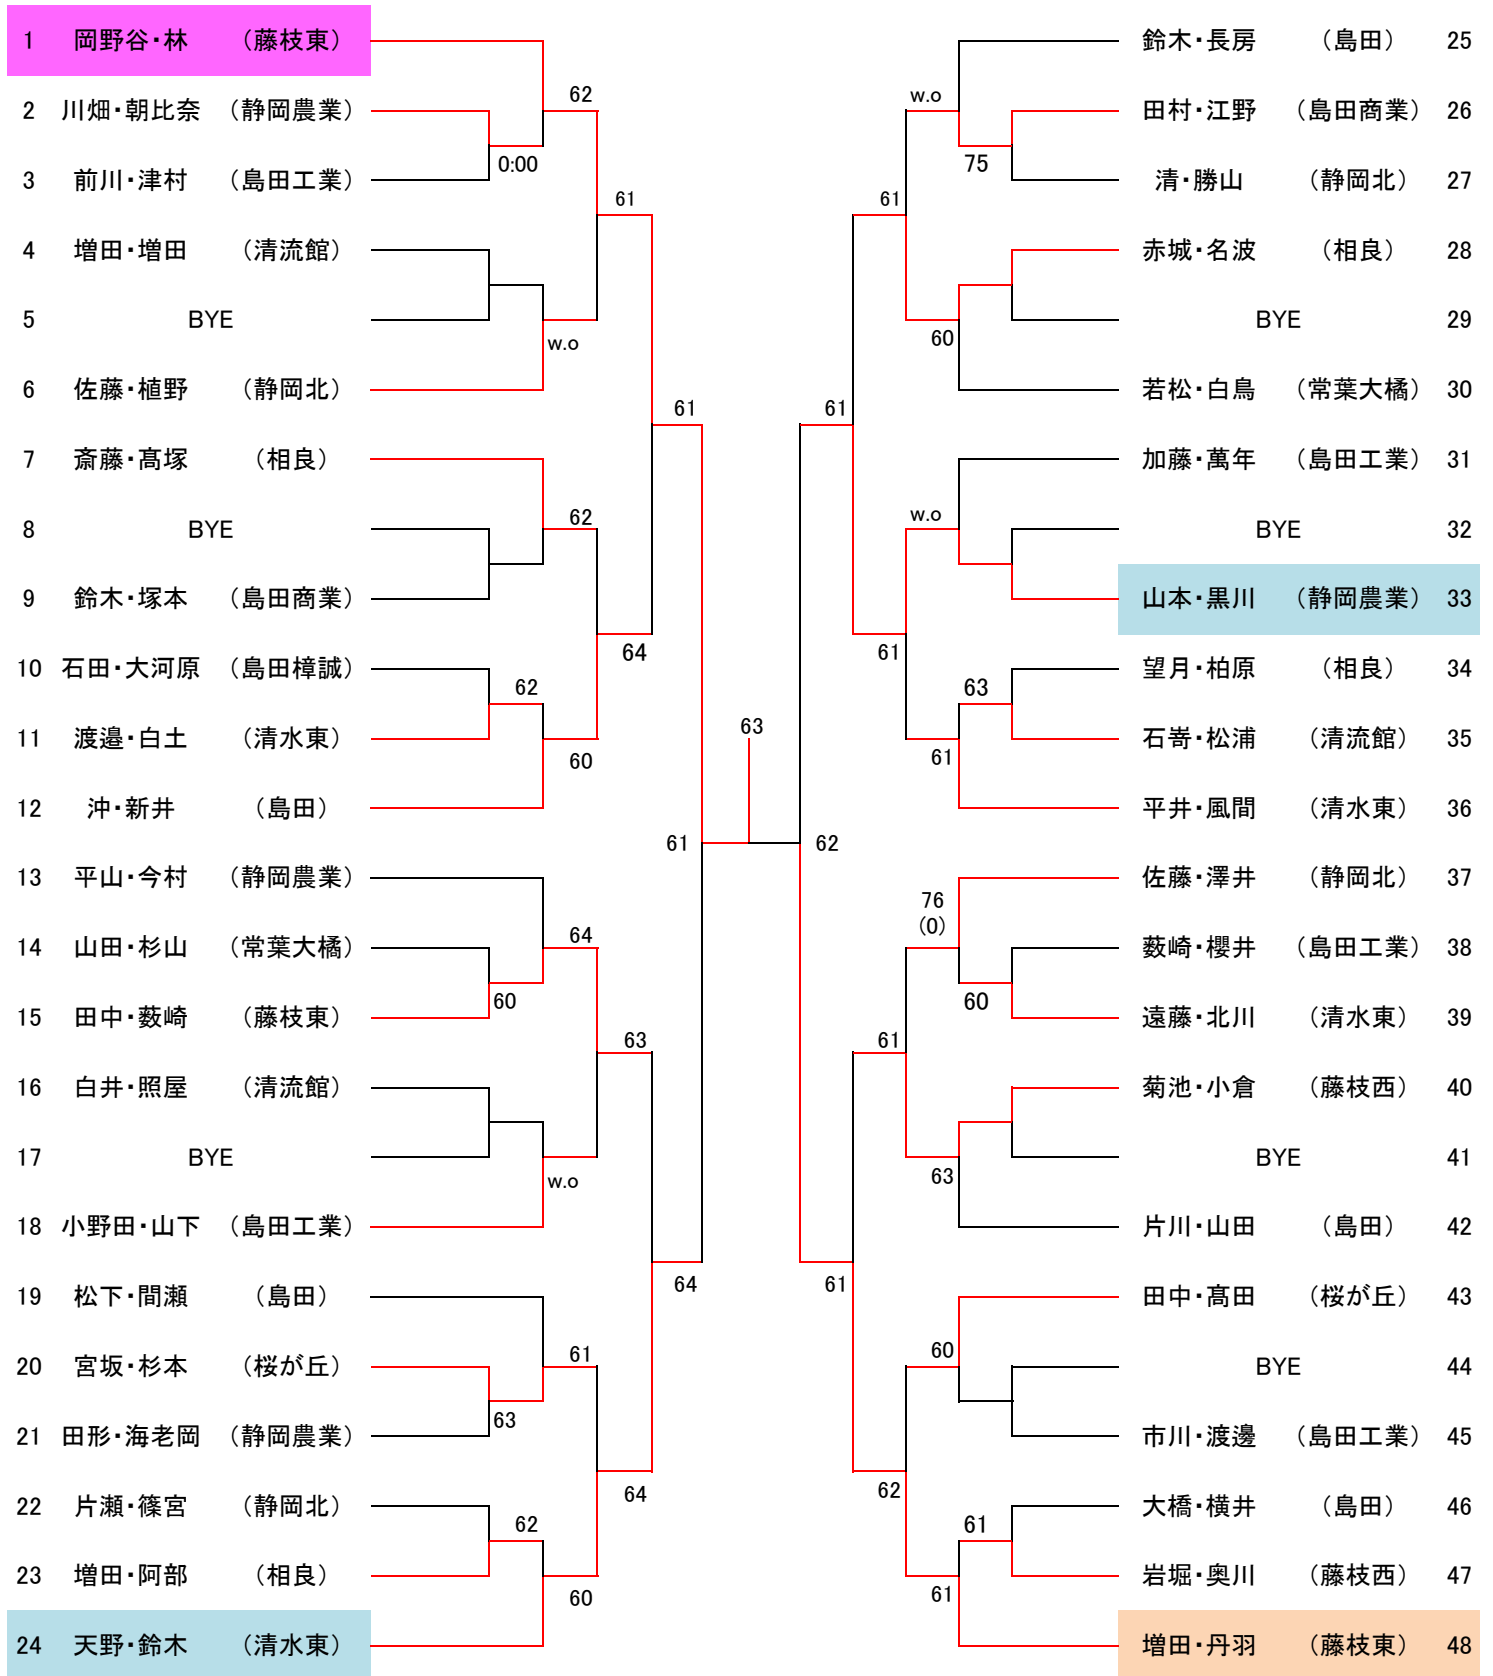 1 岡野谷・林 （藤枝東）
2 川畑・朝比奈 （静岡農業）
3 前川・津村 （島田工業）
4 増田・増田 （清流館）
5 BYE
6 佐藤・植野 （静岡北）
7 斎藤・髙塚 （相良）
8 BYE
9 鈴木・塚本 （島田商業）
10 石田・大河原 （島田樟誠）
11 渡邉・白土 （清水東）
12 沖・新井 （島田）
13 平山・今村 （静岡農業）
14 山田・杉山 （常葉大橘）
15 田中・薮崎 （藤枝東）
16 白井・照屋 （清流館）
17 BYE
18 小野田・山下 （島田工業）
19 松下・間瀬 （島田）
20 宮坂・杉本 （桜が丘）
21 田形・海老岡 （静岡農業）
22 片瀬・篠宮 （静岡北）
23 増田・阿部 （相良）
24 天野・鈴木 （清水東）
62
0:00
w.o
62
62
60
64
60
w.o
61
63
62
60
61
64
63
64
61
64
61
63
62
61
61
61
61
61
62
w.o
75
60
w.o
63
61
76
(0)
60
63
60
61
61
鈴木・長房 （島田） 25
田村・江野 （島田商業） 26
清・勝山 （静岡北） 27
赤城・名波 （相良） 28
BYE 29
若松・白鳥 （常葉大橘） 30
加藤・萬年 （島田工業） 31
BYE 32
山本・黒川 （静岡農業） 33
望月・柏原 （相良） 34
石嵜・松浦 （清流館） 35
平井・風間 （清水東） 36
佐藤・澤井 （静岡北） 37
薮崎・櫻井 （島田工業） 38
遠藤・北川 （清水東） 39
菊池・小倉 （藤枝西） 40
BYE 41
片川・山田 （島田） 42
田中・髙田 （桜が丘） 43
BYE 44
市川・渡邊 （島田工業） 45
大橋・横井 （島田） 46
岩堀・奥川 （藤枝西） 47
増田・丹羽 （藤枝東） 48